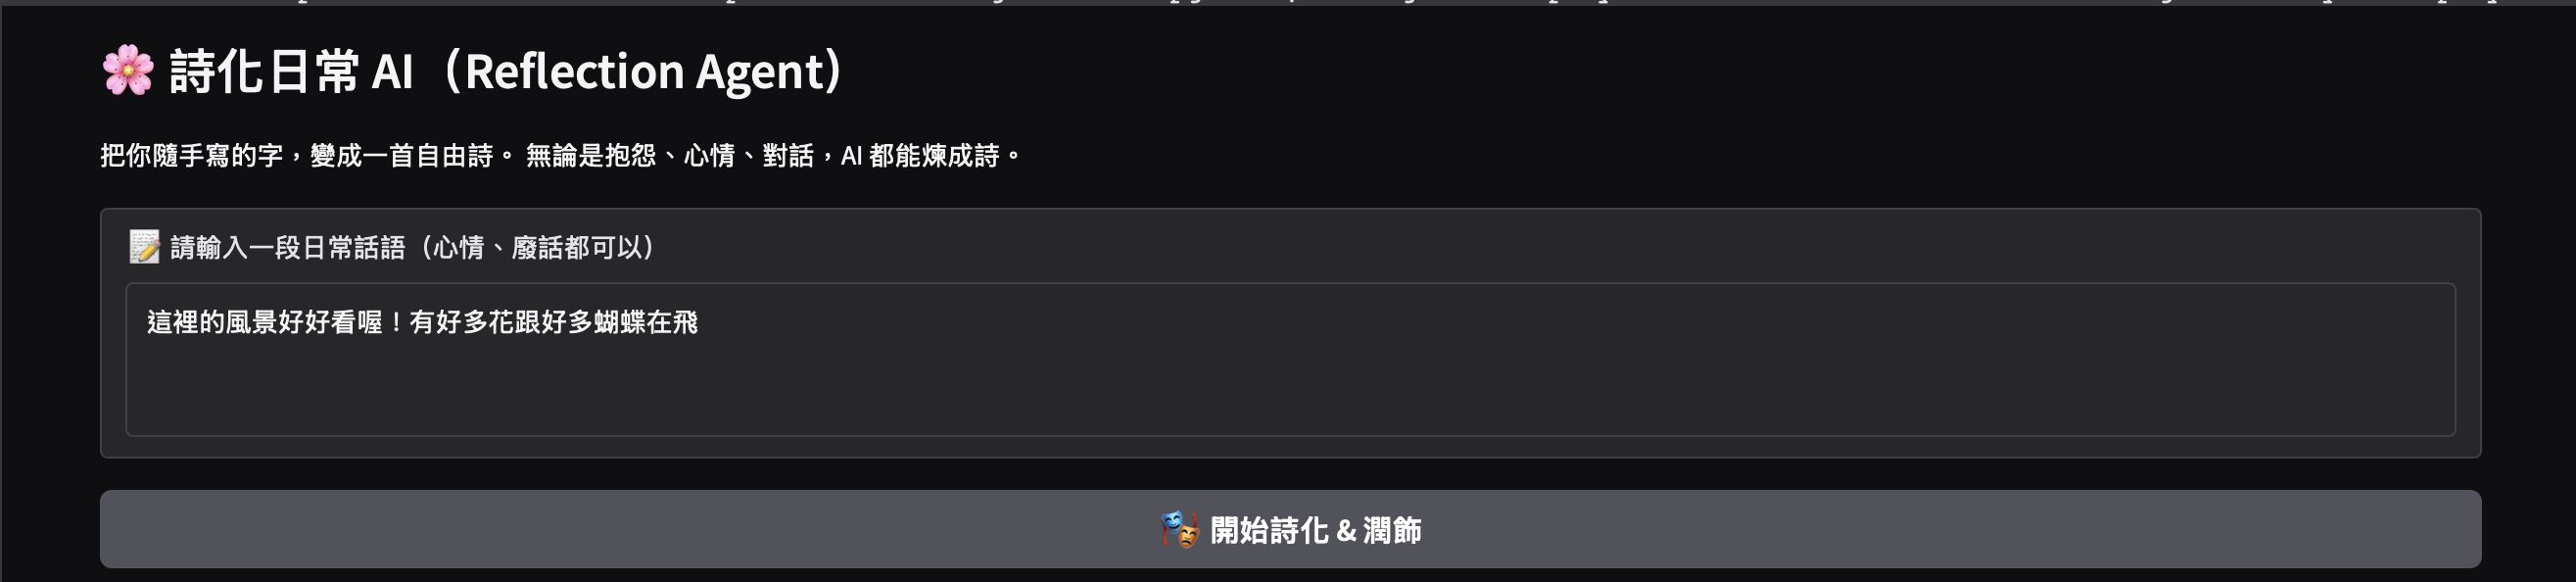 🌸 詩化日常 AI（Reflection Agent）
把你隨手寫的字，變成一首自由詩。 無論是抱怨、心情、對話，AI 都能煉成詩。
📝 請輸入一段日常話語（心情、廢話都可以）
這裡的風景好好看喔！有好多花跟好多蝴蝶在飛
🎭 開始詩化 & 潤飾